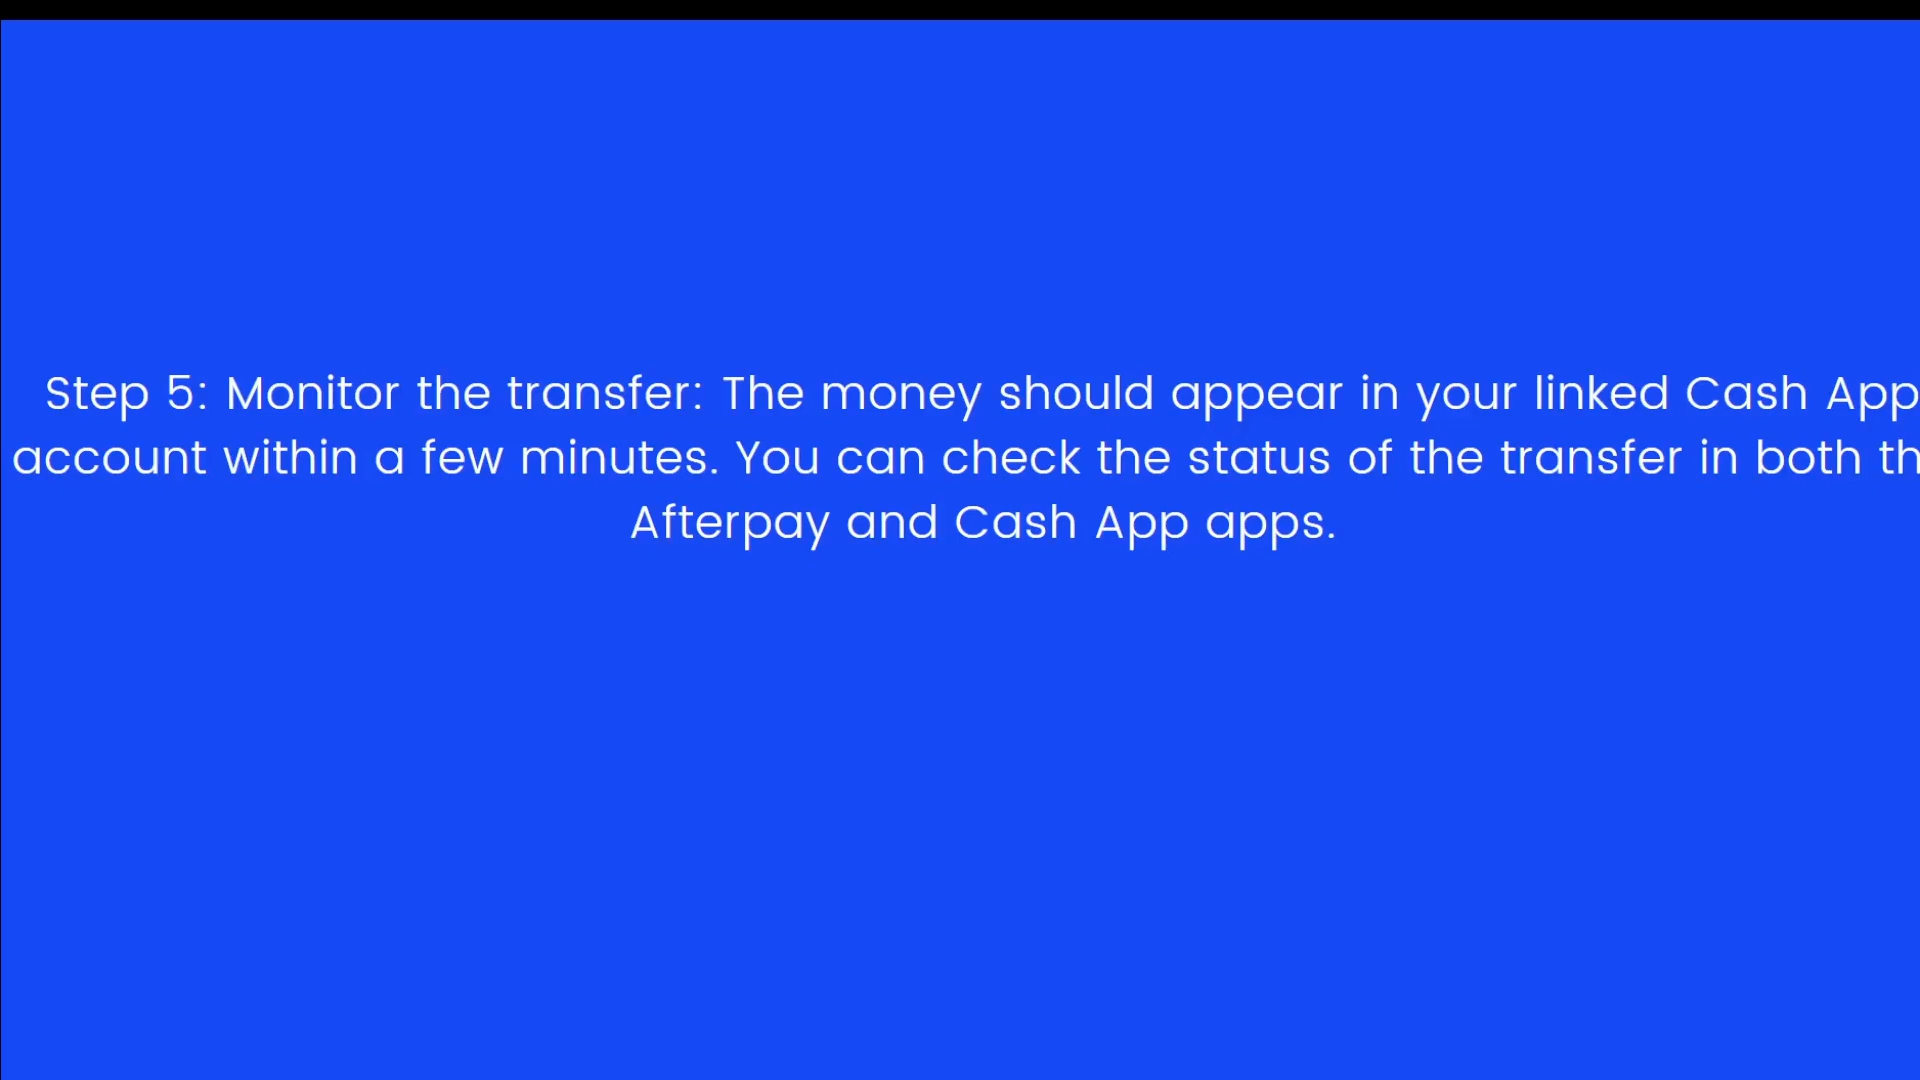 Step 5: Monitor the transfer: The money should appear in your linked Cash App
account within a few minutes. You can check the status of the transfer in both th
Afterpay and Cash App apps.